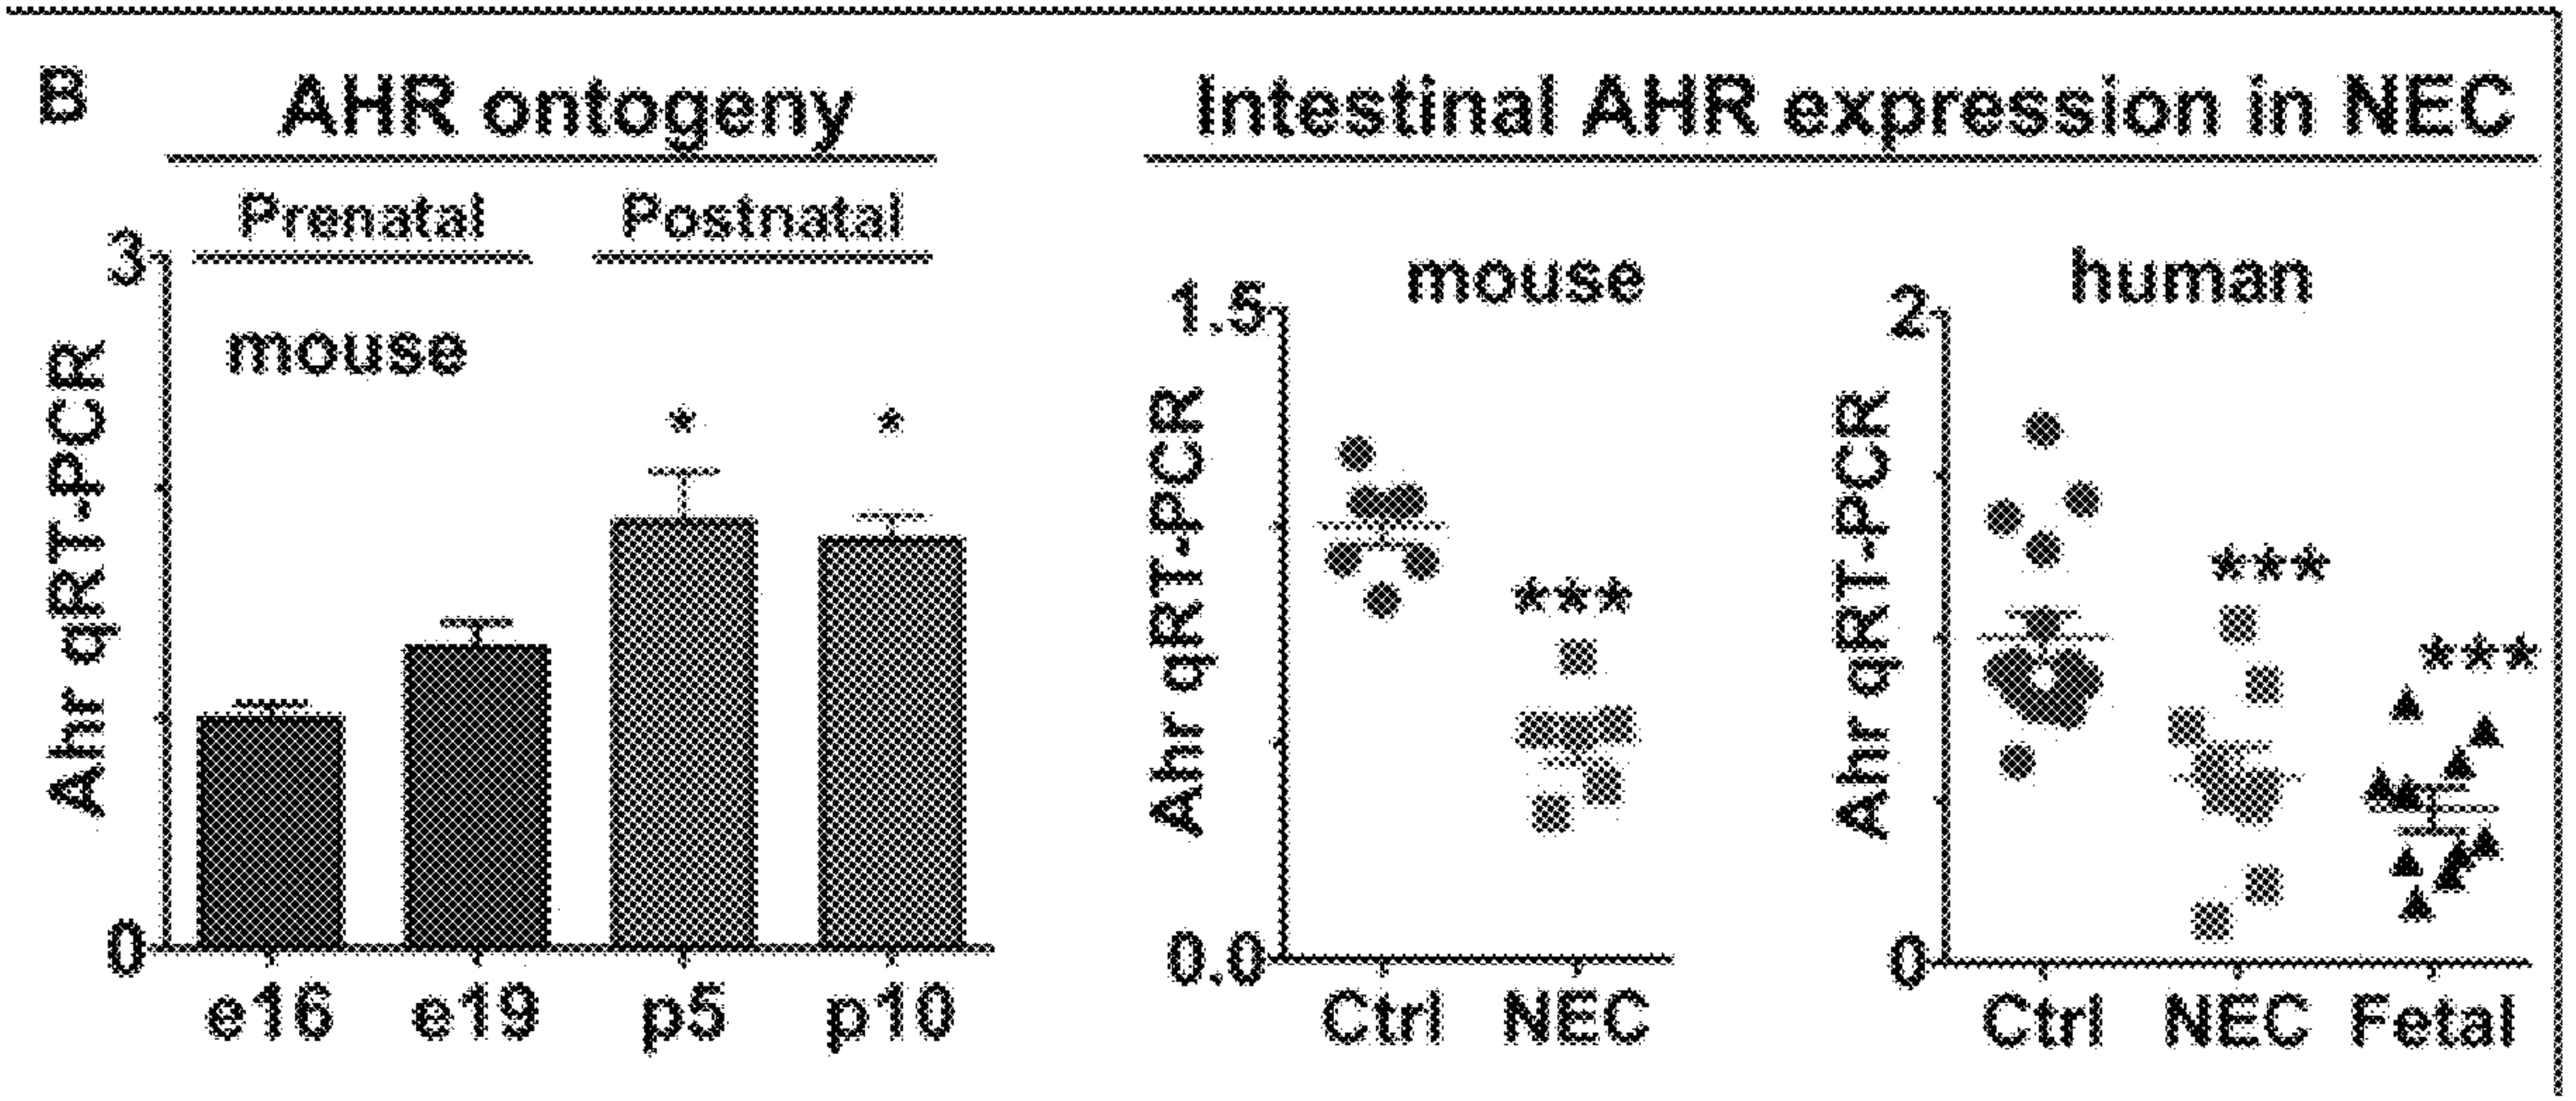 B
AHR ontogeny
Prenatal Postnatal
mouse
Ahr qRT-PCR
3
0
* *
e16 e19 p5 p10
Intestinal AHR expression in NEC
mouse
Ahr qRT-PCR
1.5
0.0
***
Ctrl NEC
human
Ahr qRT-PCR
2
0
***
***
Ctrl NEC Fetal